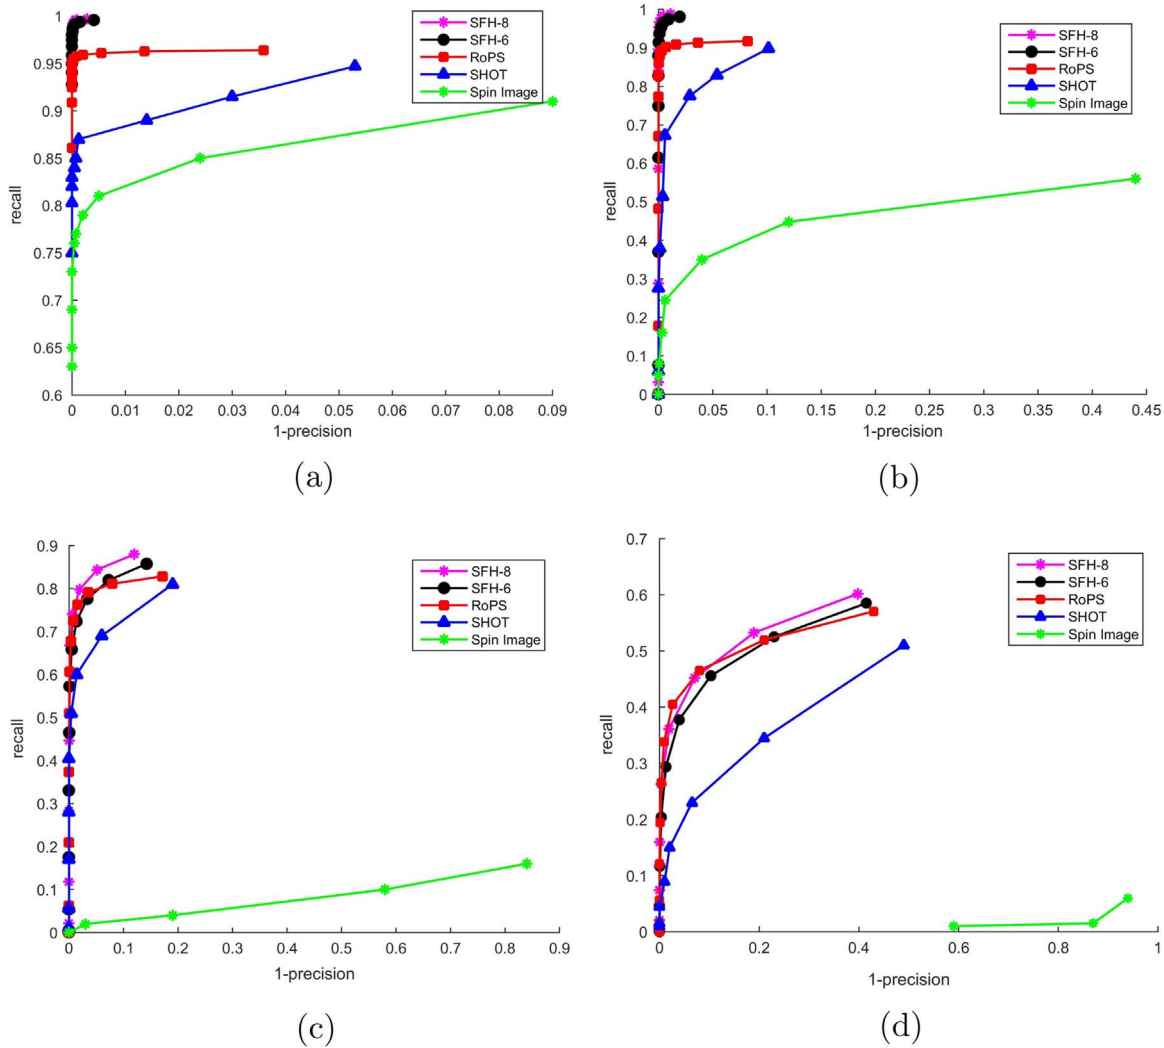 1
0.95
0.9
0.85
0.8
0.75
0.7
0.65
0.6
recall
0 0.01 0.02 0.03 0.04 0.05 0.06 0.07 0.08 0.09
1-precision
SFH-8
SFH-6
RoPS
SHOT
Spin Image
(a)
1
0.9
0.8
0.7
0.6
0.5
0.4
0.3
0.2
0.1
0
recall
0 0.05 0.1 0.15 0.2 0.25 0.3 0.35 0.4 0.45
1-precision
SFH-8
SFH-6
RoPS
SHOT
Spin Image
(b)
0.9
0.8
0.7
0.6
0.5
0.4
0.3
0.2
0.1
0
recall
0 0.1 0.2 0.3 0.4 0.5 0.6 0.7 0.8 0.9
1-precision
SFH-8
SFH-6
RoPS
SHOT
Spin Image
(c)
0.7
0.6
0.5
0.4
0.3
0.2
0.1
0
recall
0 0.2 0.4 0.6 0.8 1
1-precision
SFH-8
SFH-6
RoPS
SHOT
Spin Image
(d)